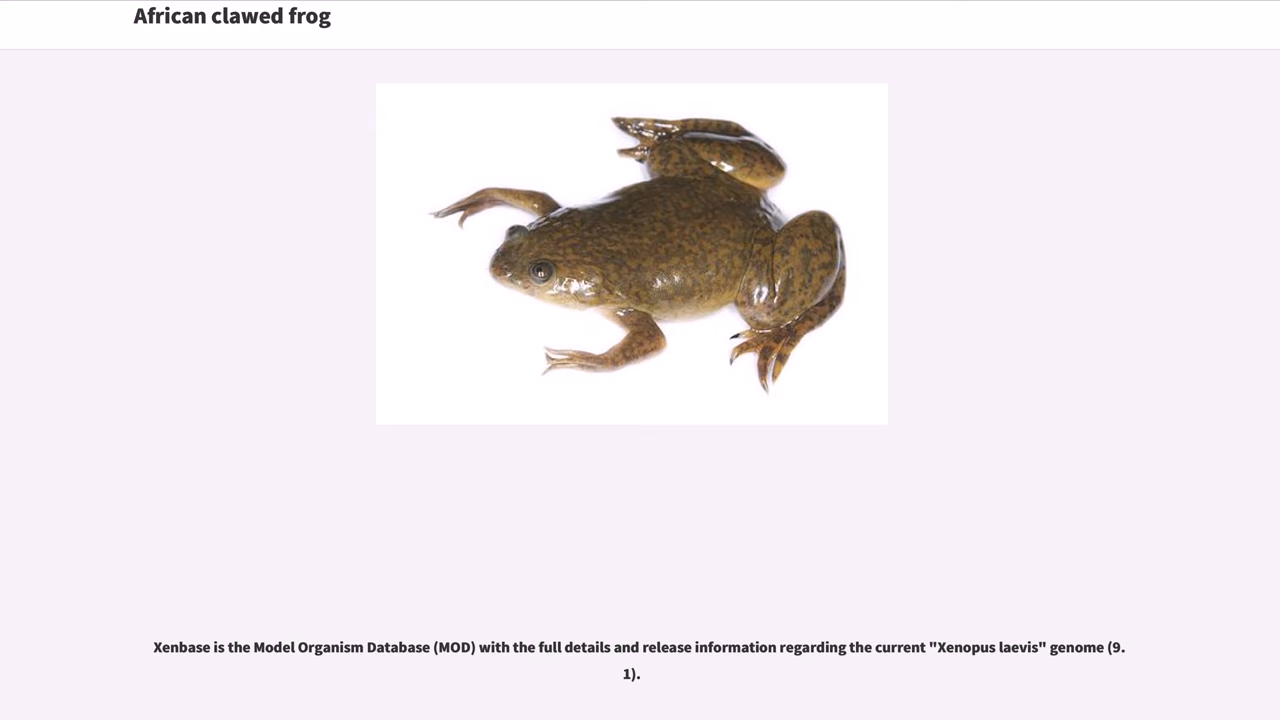 African clawed frog
Xenbase is the Model Organism Database (MOD) with the full details and release information regarding the current "Xenopus laevis" genome (9.
1).